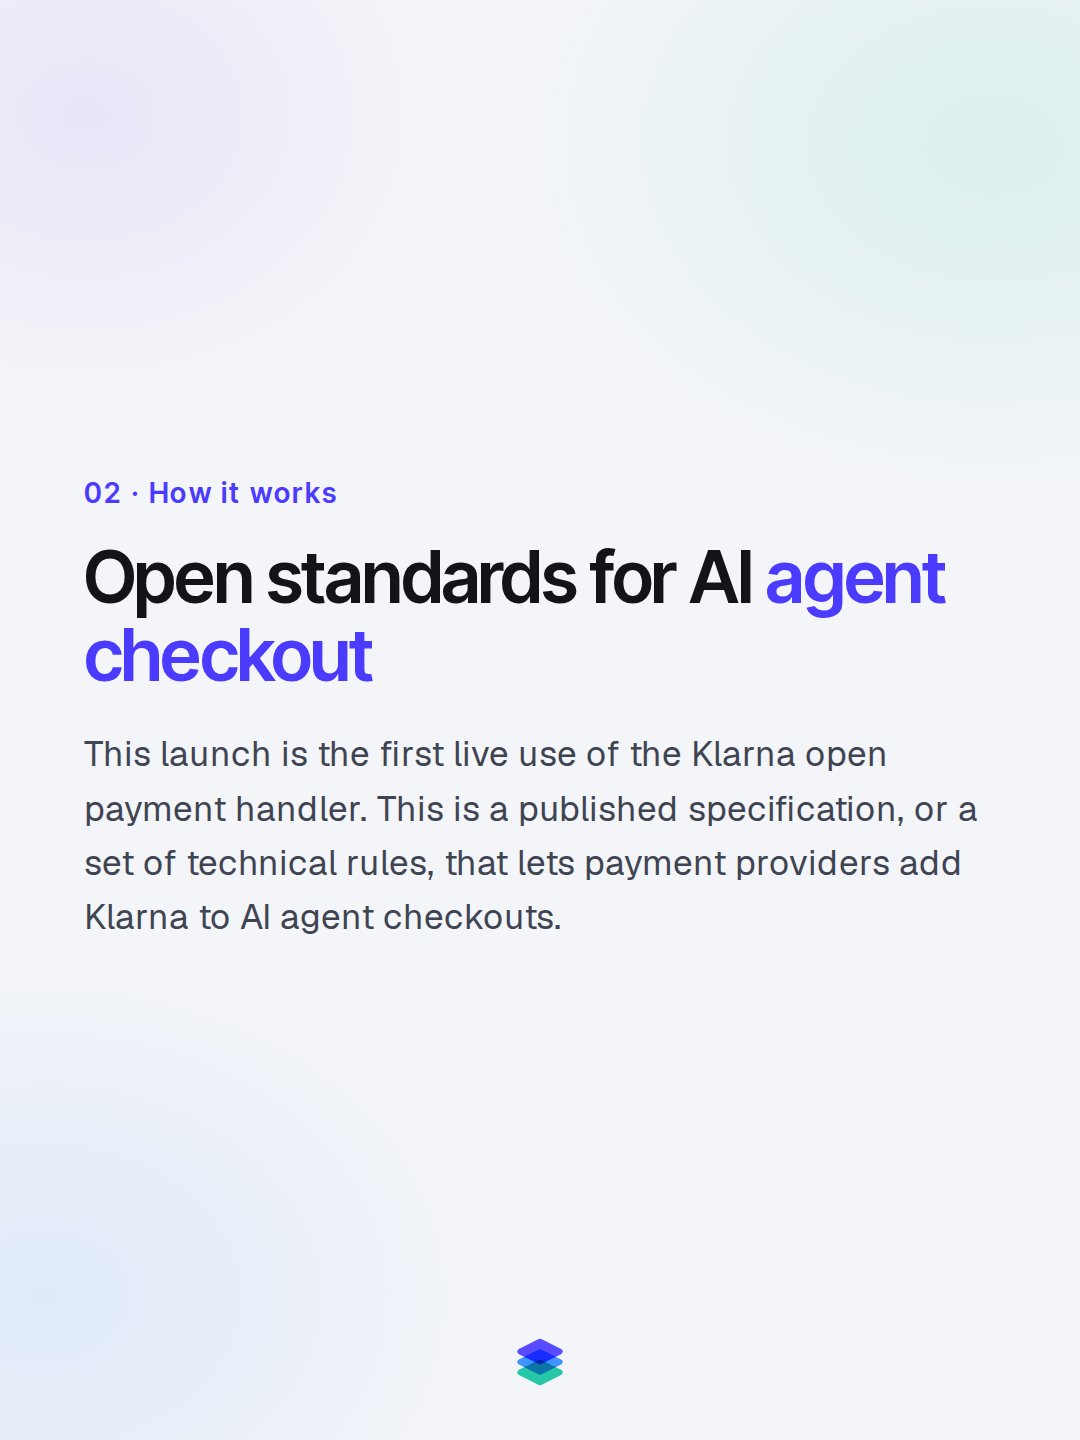 02 · How it works
Open standards for AI agent
checkout
This launch is the first live use of the Klarna open
payment handler. This is a published specification, or a
set of technical rules, that lets payment providers add
Klarna to AI agent checkouts.